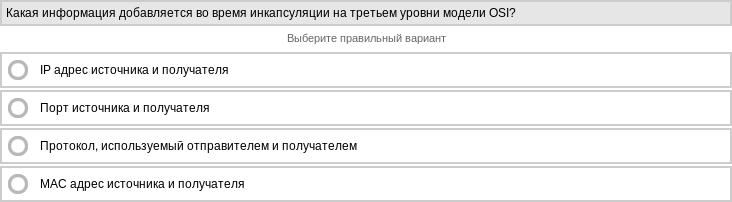 Какая информация добавляется во время инкапсуляции на третьем уровни модели OSI?
Выберите правильный вариант
IP адрес источника и получателя
Порт источника и получателя
Протокол, используемый отправителем и получателем
MAC адрес источника и получателя